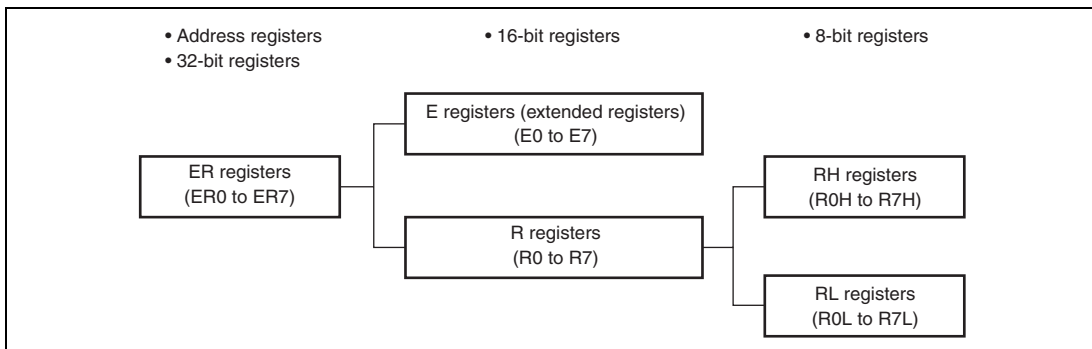 • Address registers
• 32-bit registers
• 16-bit registers
• 8-bit registers
E registers (extended registers)
(E0 to E7)
ER registers
(ER0 to ER7)
RH registers
(R0H to R7H)
R registers
(R0 to R7)
RL registers
(R0L to R7L)